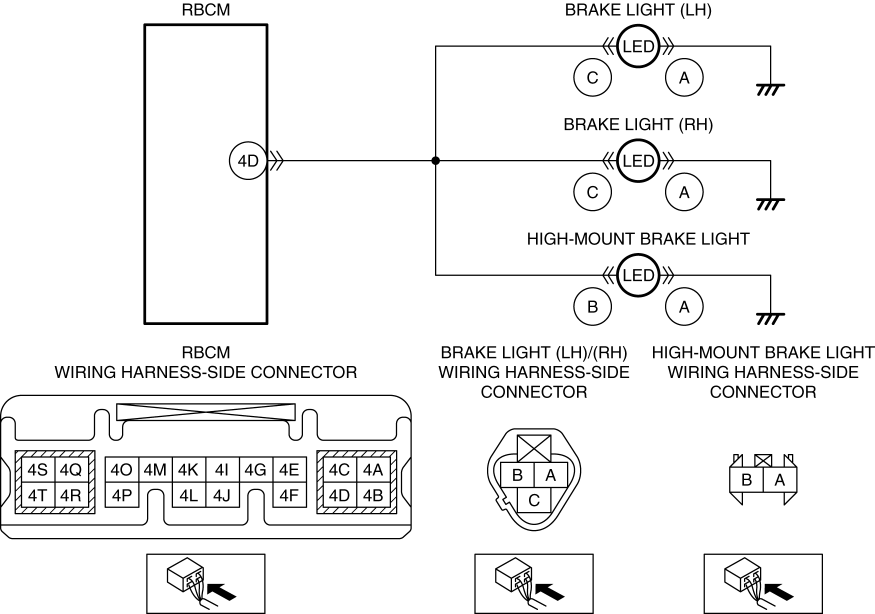 RBCM
BRAKE LIGHT (LH)
LED
C
A
BRAKE LIGHT (RH)
4D
LED
C
A
HIGH-MOUNT BRAKE LIGHT
LED
B
A
RBCM
WIRING HARNESS-SIDE CONNECTOR
4S 4Q 4O 4M 4K 4I 4G 4E 4C 4A
4T 4R 4P 4L 4J 4F 4D 4B
BRAKE LIGHT (LH)/(RH)
WIRING HARNESS-SIDE
CONNECTOR
B A
C
HIGH-MOUNT BRAKE LIGHT
WIRING HARNESS-SIDE
CONNECTOR
B A